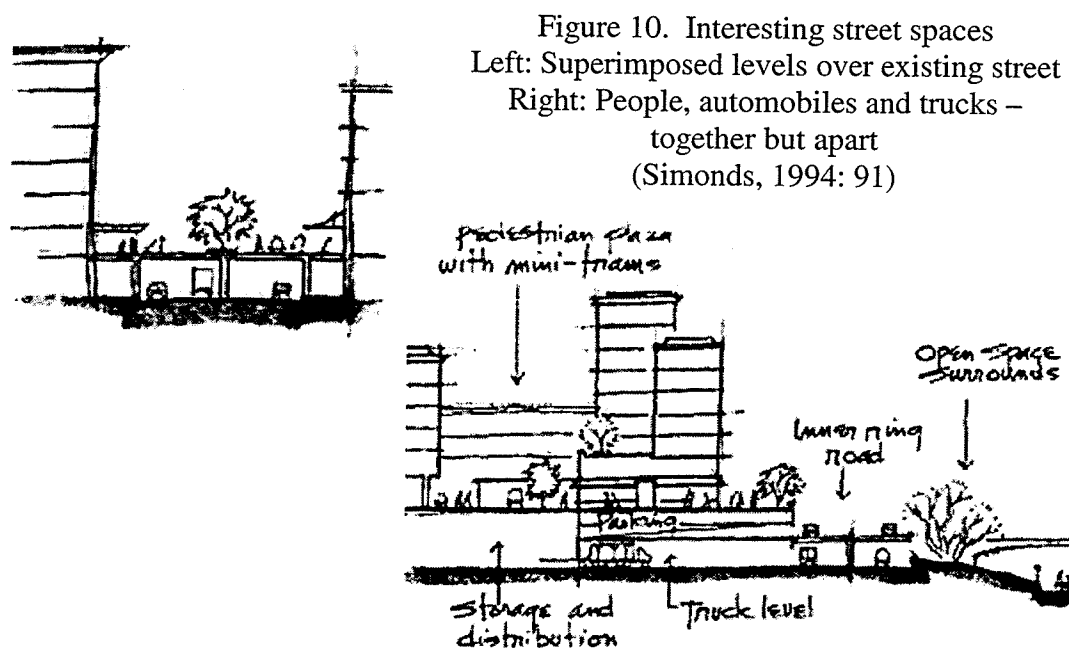 Figure 10. Interesting street spaces
Left: Superimposed levels over existing street
Right: People, automobiles and trucks –
together but apart
(Simonds, 1994: 91)
pedestrian plaza
with mini-trams
Open space
surrounds
Inner ring
road
Parking
Storage and
distribution
Truck level